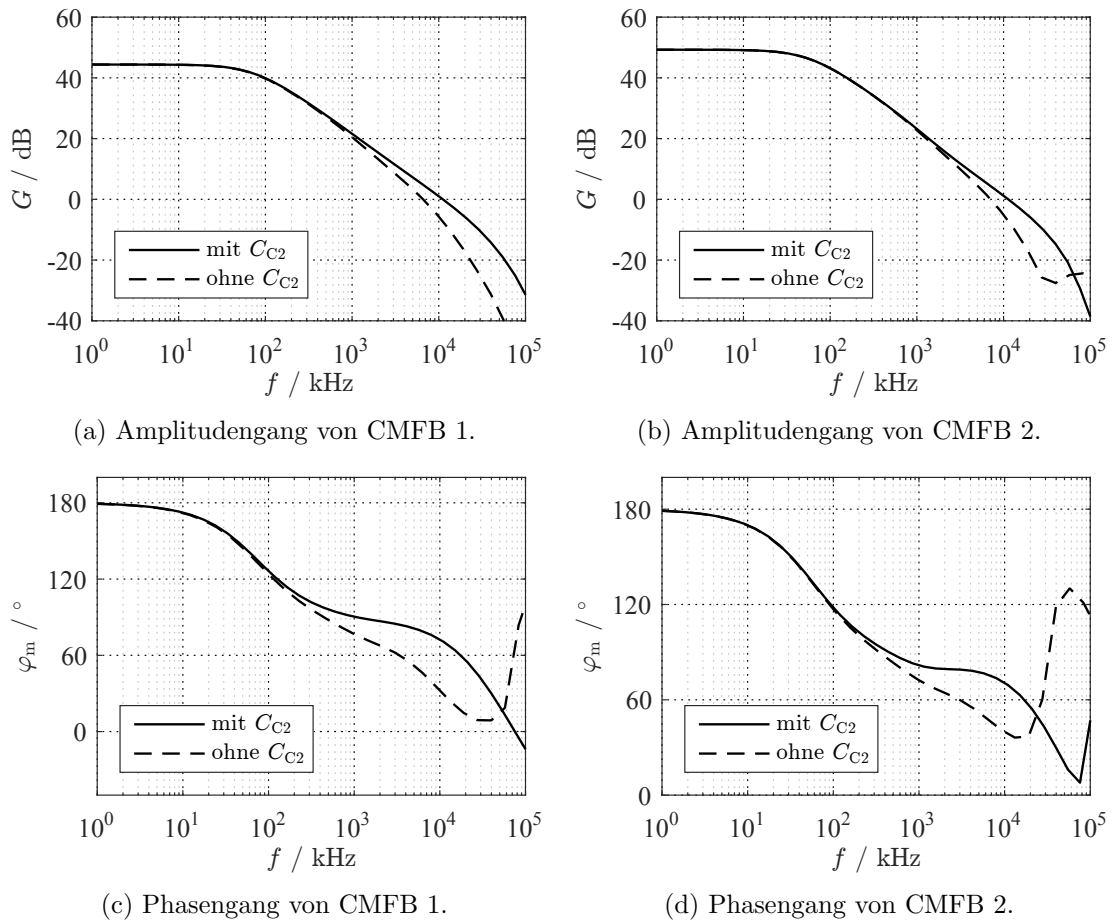 60
40
20
0
-20
-40
G / dB
mit C_C2
ohne C_C2
10^0 10^1 10^2 10^3 10^4 10^5
f / kHz
(a) Amplitudengang von CMFB 1.
60
40
20
0
-20
-40
G / dB
mit C_C2
ohne C_C2
10^0 10^1 10^2 10^3 10^4 10^5
f / kHz
(b) Amplitudengang von CMFB 2.
180
120
60
0
φ_m / °
mit C_C2
ohne C_C2
10^0 10^1 10^2 10^3 10^4 10^5
f / kHz
(c) Phasengang von CMFB 1.
180
120
60
0
φ_m / °
mit C_C2
ohne C_C2
10^0 10^1 10^2 10^3 10^4 10^5
f / kHz
(d) Phasengang von CMFB 2.